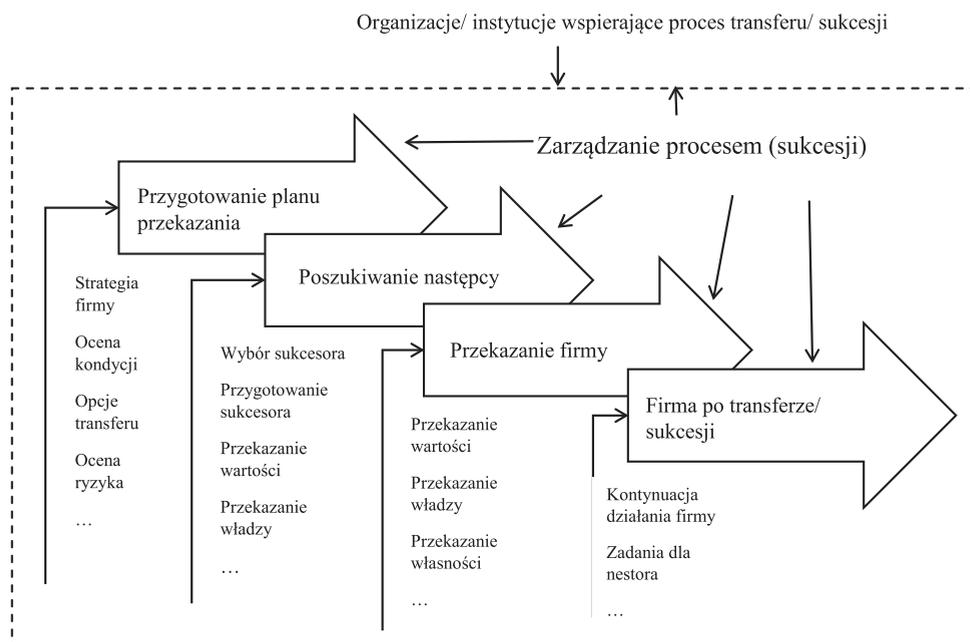 Organizacje/ instytucje wspierające proces transferu/ sukcesji
Zarządzanie procesem (sukcesji)
Przygotowanie planu
przekazania
Strategia
firmy
Ocena
kondycji
Opcje
transferu
Ocena
ryzyka
…
Poszukiwanie następcy
Wybór sukcesora
Przygotowanie
sukcesora
Przekazanie
wartości
Przekazanie
władzy
…
Przekazanie firmy
Przekazanie
wartości
Przekazanie
władzy
Przekazanie
własności
…
Firma po transferze/
sukcesji
Kontynuacja
działania firmy
Zadania dla
nestora
…